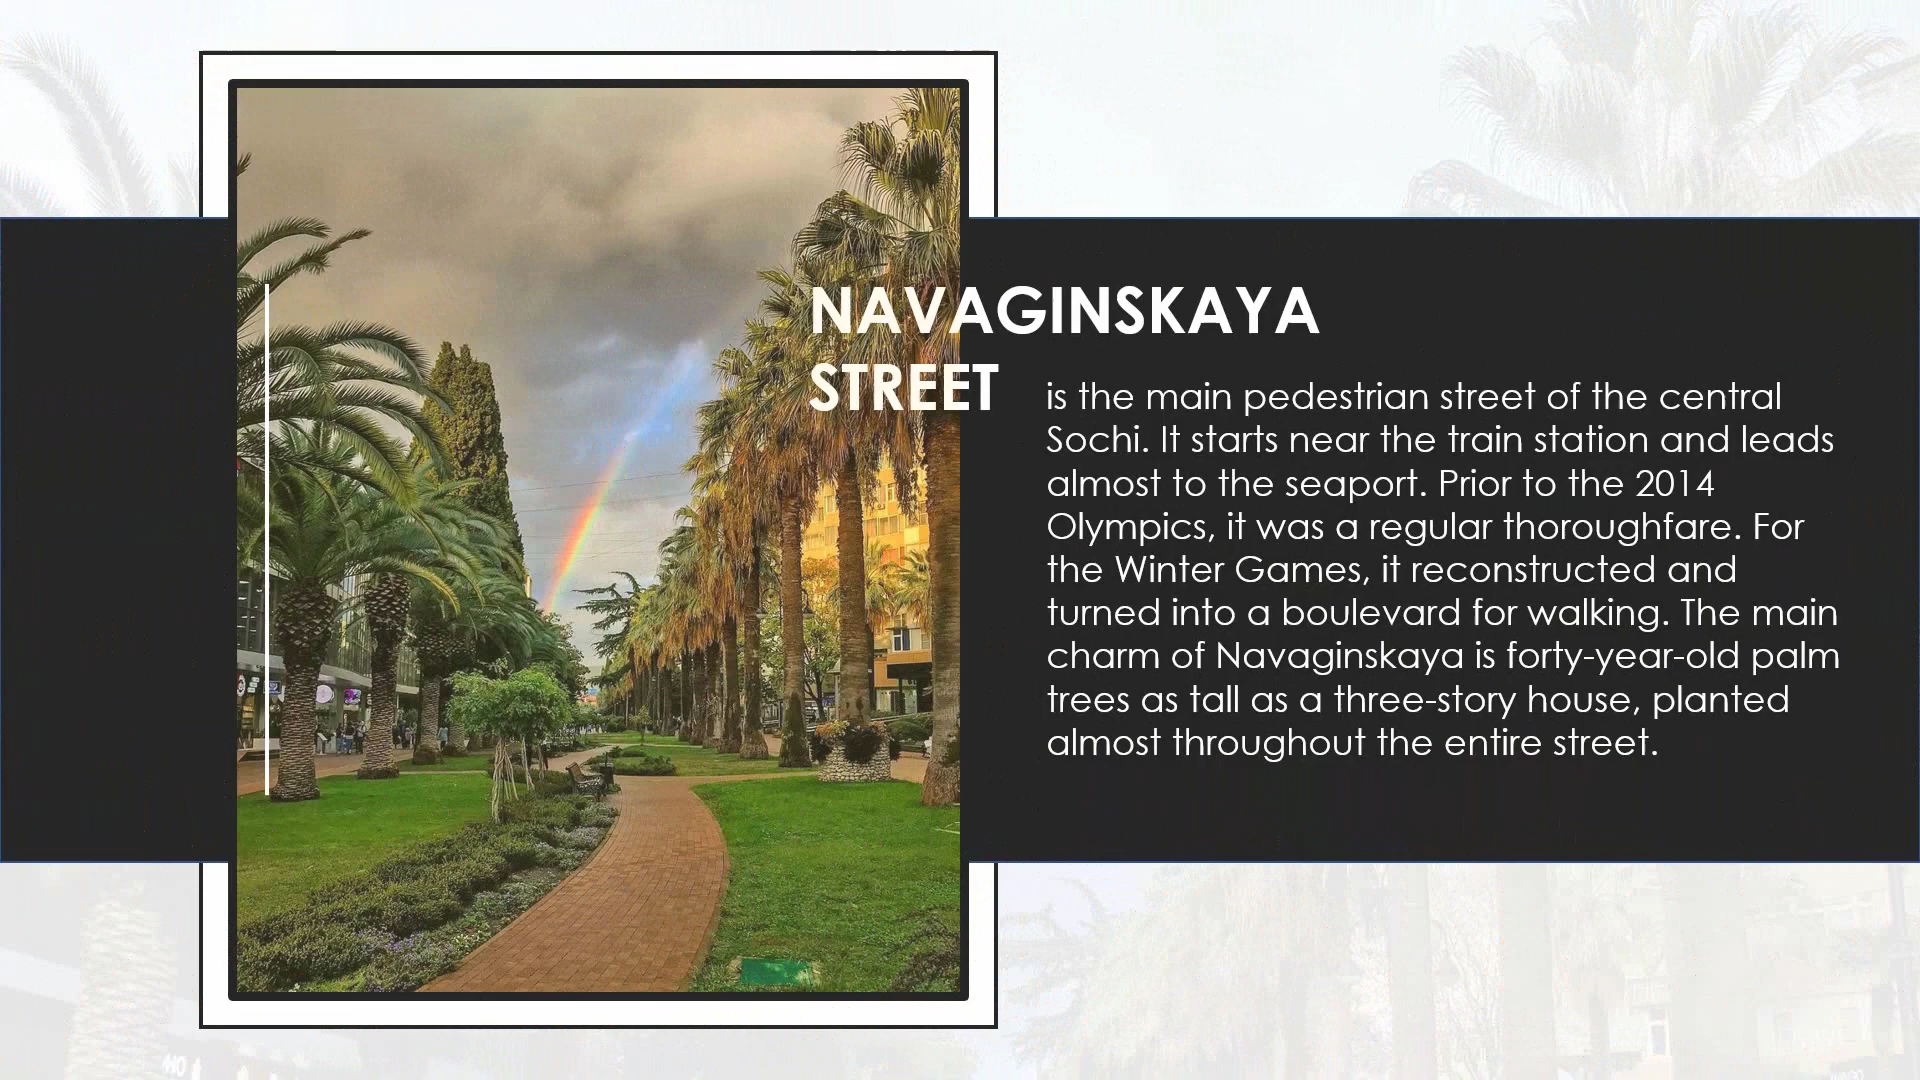 NAVAGINSKAYA
STREET
is the main pedestrian street of the central
Sochi. It starts near the train station and leads
almost to the seaport. Prior to the 2014
Olympics, it was a regular thoroughfare. For
the Winter Games, it reconstructed and
turned into a boulevard for walking. The main
charm of Navaginskaya is forty-year-old palm
trees as tall as a three-story house, planted
almost throughout the entire street.